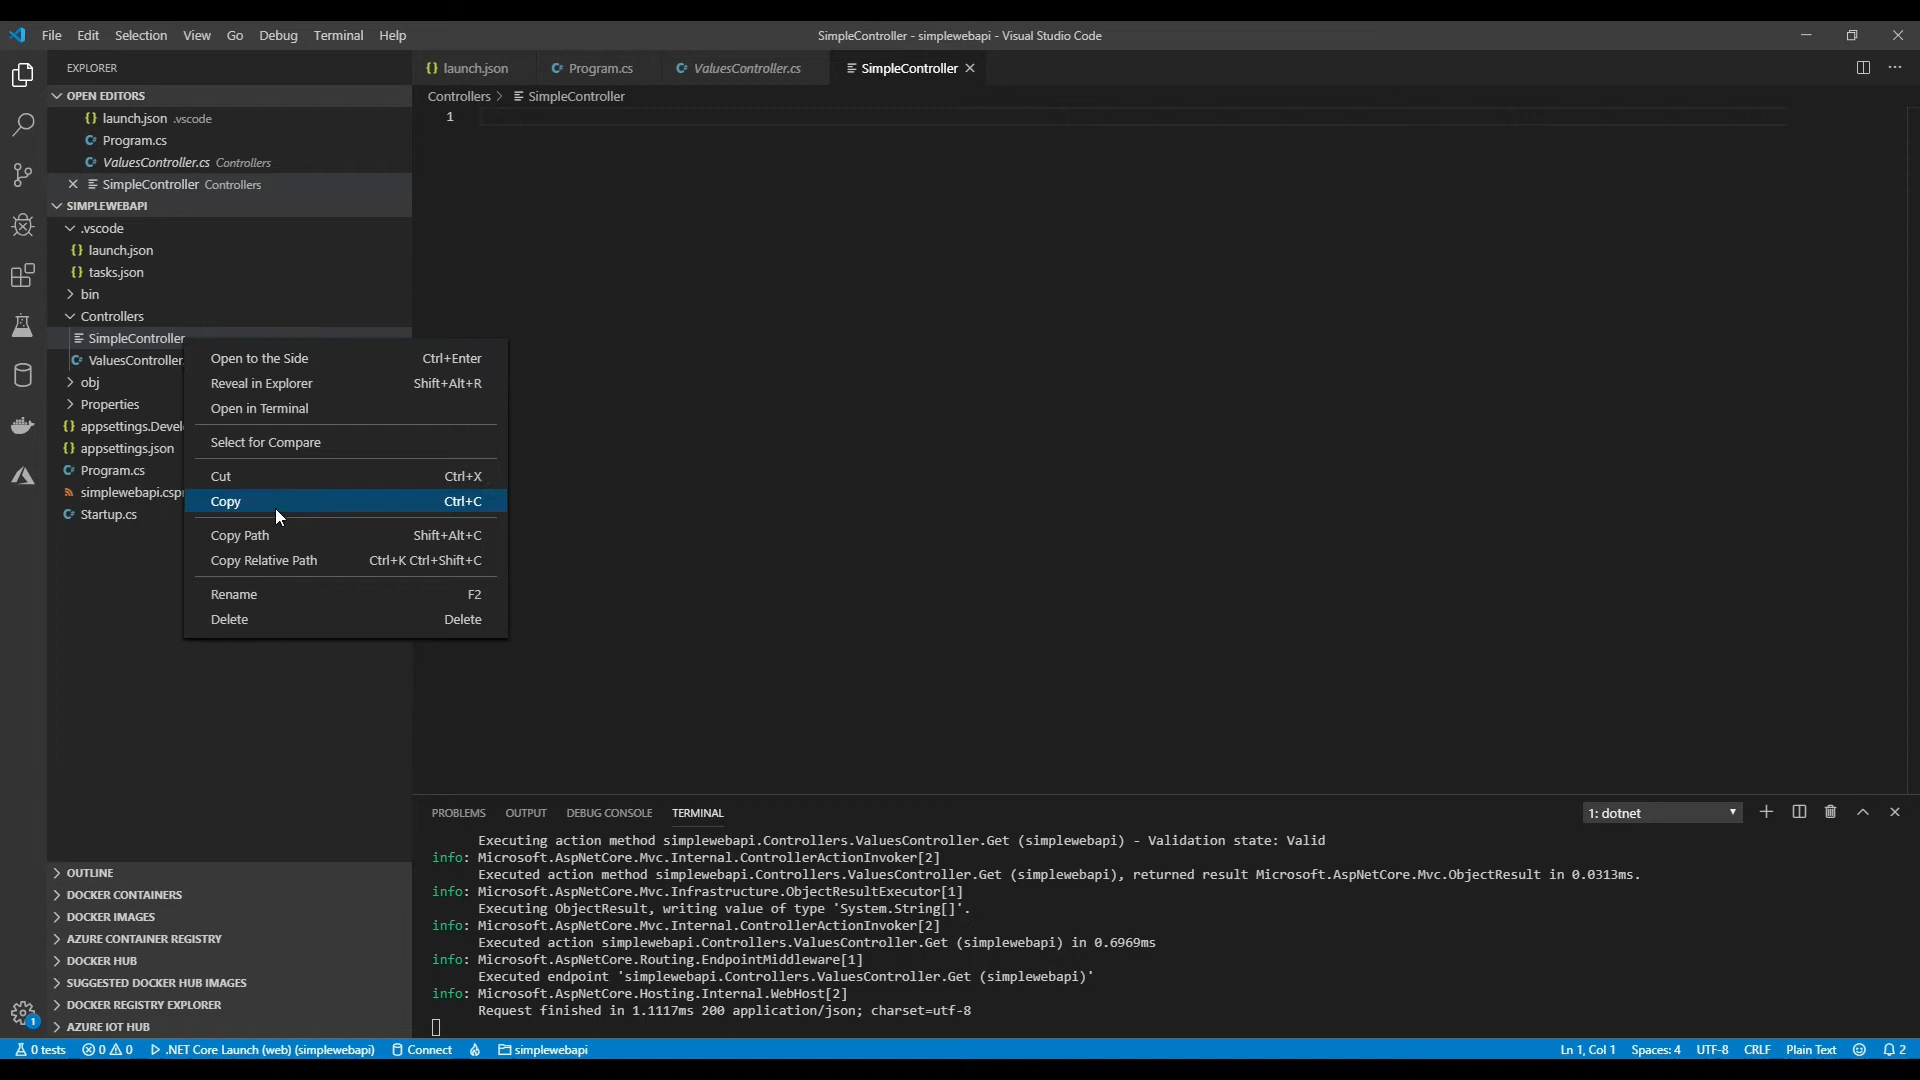 File Edit Selection View Go Debug Terminal Help
SimpleController - simplewebapi - Visual Studio Code
EXPLORER
launch.json
Program.cs
ValuesController.cs
SimpleController
OPEN EDITORS
launch.json .vscode
Program.cs
ValuesController.cs Controllers
SimpleController Controllers
SIMPLEWEBAPI
.vscode
launch.json
tasks.json
bin
Controllers
SimpleController
ValuesController.
obj
Properties
appsettings.Devel
appsettings.json
Program.cs
simplewebapi.csp
Startup.cs
Controllers > SimpleController
1
Open to the Side Ctrl+Enter
Reveal in Explorer Shift+Alt+R
Open in Terminal
Select for Compare
Cut Ctrl+X
Copy Ctrl+C
Copy Path Shift+Alt+C
Copy Relative Path Ctrl+K Ctrl+Shift+C
Rename F2
Delete Delete
OUTLINE
DOCKER CONTAINERS
DOCKER IMAGES
AZURE CONTAINER REGISTRY
DOCKER HUB
SUGGESTED DOCKER HUB IMAGES
DOCKER REGISTRY EXPLORER
AZURE IOT HUB
1
PROBLEMS OUTPUT DEBUG CONSOLE TERMINAL
1: dotnet
Executing action method simplewebapi.Controllers.ValuesController.Get (simplewebapi) - Validation state: Valid
info: Microsoft.AspNetCore.Mvc.Internal.ControllerActionInvoker[2]
Executed action method simplewebapi.Controllers.ValuesController.Get (simplewebapi), returned result Microsoft.AspNetCore.Mvc.ObjectResult in 0.0313ms.
info: Microsoft.AspNetCore.Mvc.Infrastructure.ObjectResultExecutor[1]
Executing ObjectResult, writing value of type 'System.String[]'.
info: Microsoft.AspNetCore.Mvc.Internal.ControllerActionInvoker[2]
Executed action simplewebapi.Controllers.ValuesController.Get (simplewebapi) in 0.6969ms
info: Microsoft.AspNetCore.Routing.EndpointMiddleware[1]
Executed endpoint 'simplewebapi.Controllers.ValuesController.Get (simplewebapi)'
info: Microsoft.AspNetCore.Hosting.Internal.WebHost[2]
Request finished in 1.1117ms 200 application/json; charset=utf-8
0 tests 0 0 .NET Core Launch (web) (simplewebapi) Connect simplewebapi
Ln 1, Col 1 Spaces: 4 UTF-8 CRLF Plain Text 2